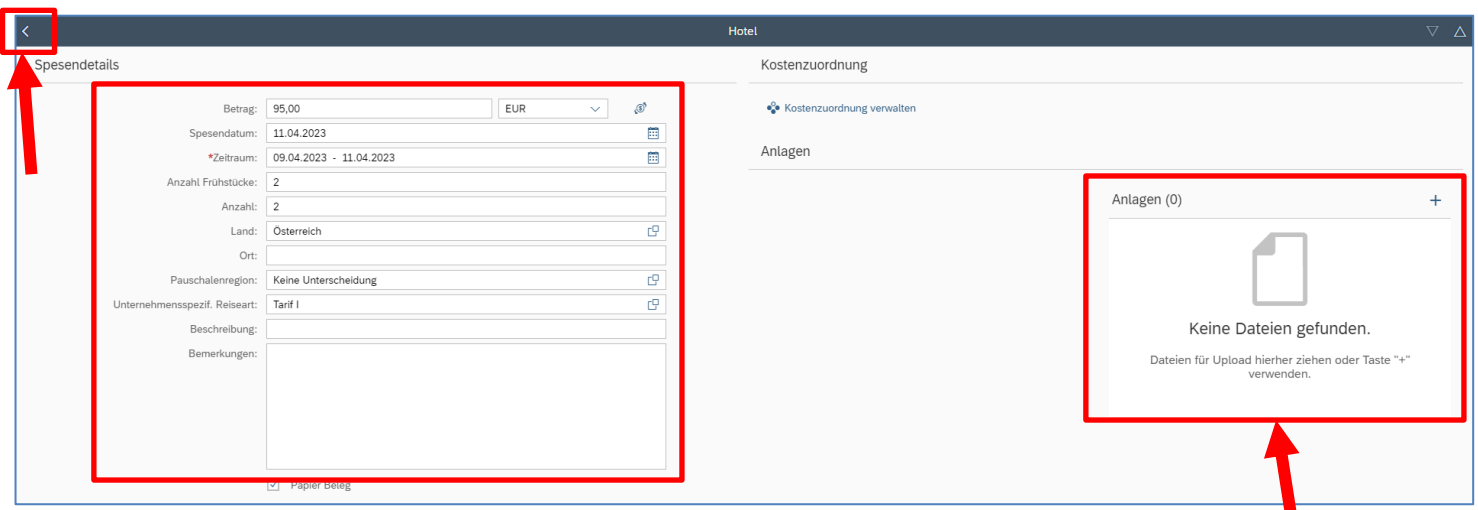 Hotel
Spesendetails
Betrag: 95,00 EUR
Spesendatum: 11.04.2023
*Zeitraum: 09.04.2023 - 11.04.2023
Anzahl Frühstücke: 2
Anzahl: 2
Land: Österreich
Ort:
Pauschalenregion: Keine Unterscheidung
Unternehmensspezif. Reiseart: Tarif I
Beschreibung:
Bemerkungen:
Papier Beleg
Kostenzuordnung
Kostenzuordnung verwalten
Anlagen
Anlagen (0)
Keine Dateien gefunden.
Dateien für Upload hierher ziehen oder Taste "+"
verwenden.